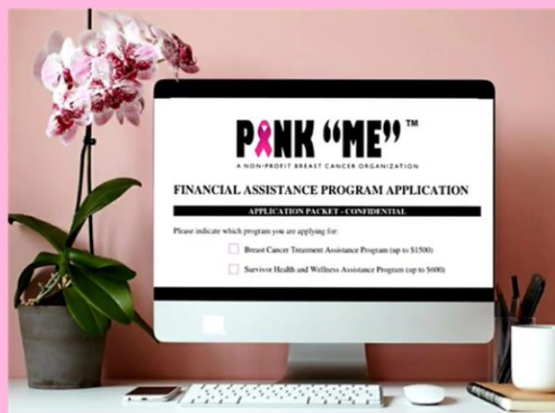 PINK “ME” ™
A NON-PROFIT BREAST CANCER ORGANIZATION
FINANCIAL ASSISTANCE PROGRAM APPLICATION
APPLICATION PACKET - CONFIDENTIAL
Please indicate which program you are applying for:
Breast Cancer Treatment Assistance Program (up to $1500)
Survivor Health and Wellness Assistance Program (up to $600)